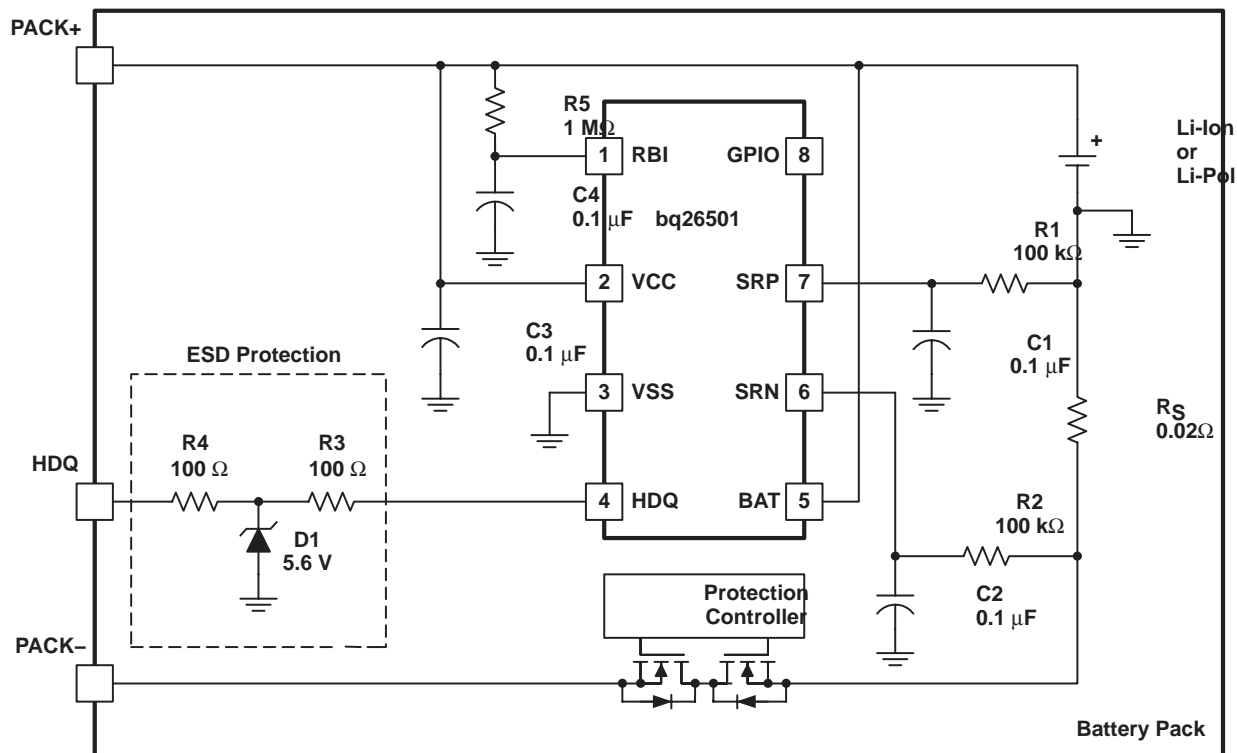 PACK+
R5
1 MΩ
1 RBI
GPIO 8
Li-Ion
or
Li-Pol
+
C4
0.1 μF
bq26501
R1
100 kΩ
2 VCC
SRP 7
C3
0.1 μF
C1
0.1 μF
ESD Protection
3 VSS
SRN 6
RS
0.02Ω
R4
100 Ω
R3
100 Ω
HDQ
4 HDQ
BAT 5
R2
100 kΩ
D1
5.6 V
Protection
Controller
C2
0.1 μF
PACK–
Battery Pack